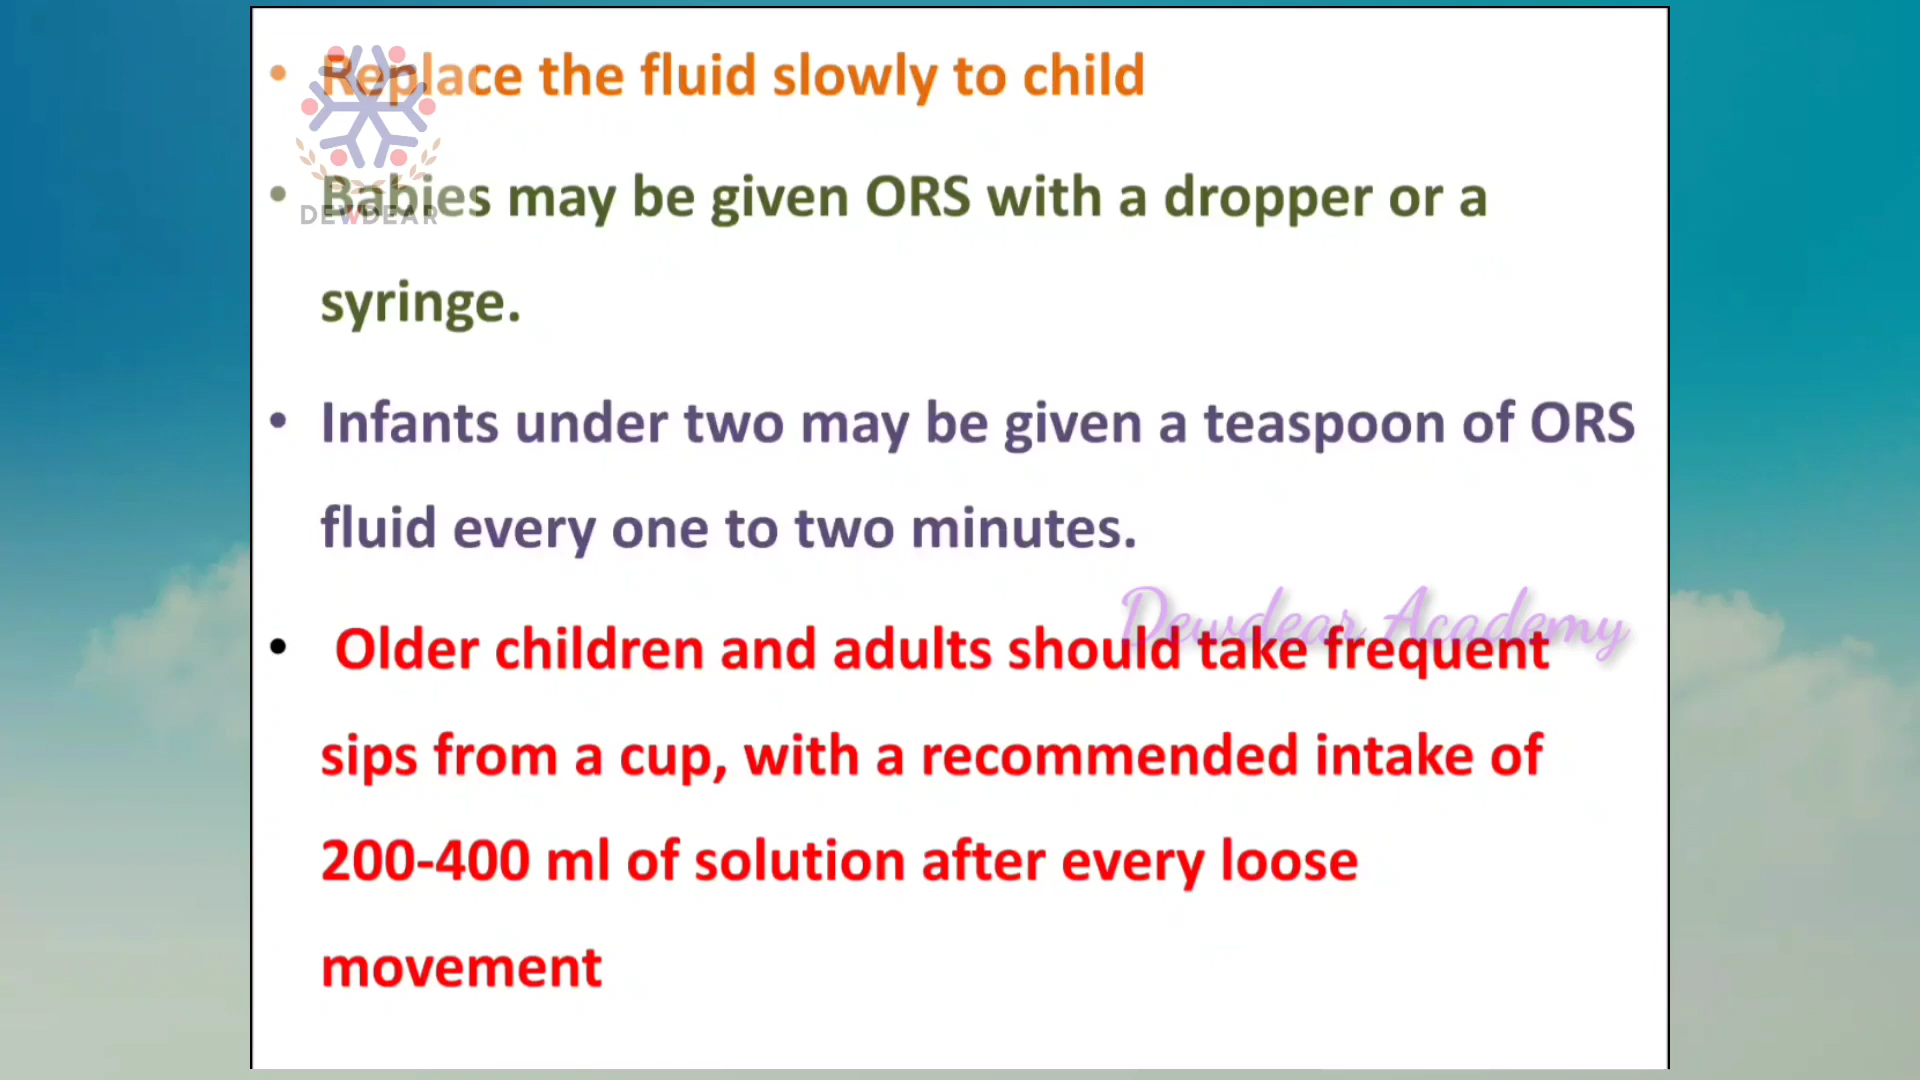 • Replace the fluid slowly to child
DEWDEAR
• Babies may be given ORS with a dropper or a
syringe.
• Infants under two may be given a teaspoon of ORS
fluid every one to two minutes.
Dewdear Academy
• Older children and adults should take frequent
sips from a cup, with a recommended intake of
200-400 ml of solution after every loose
movement